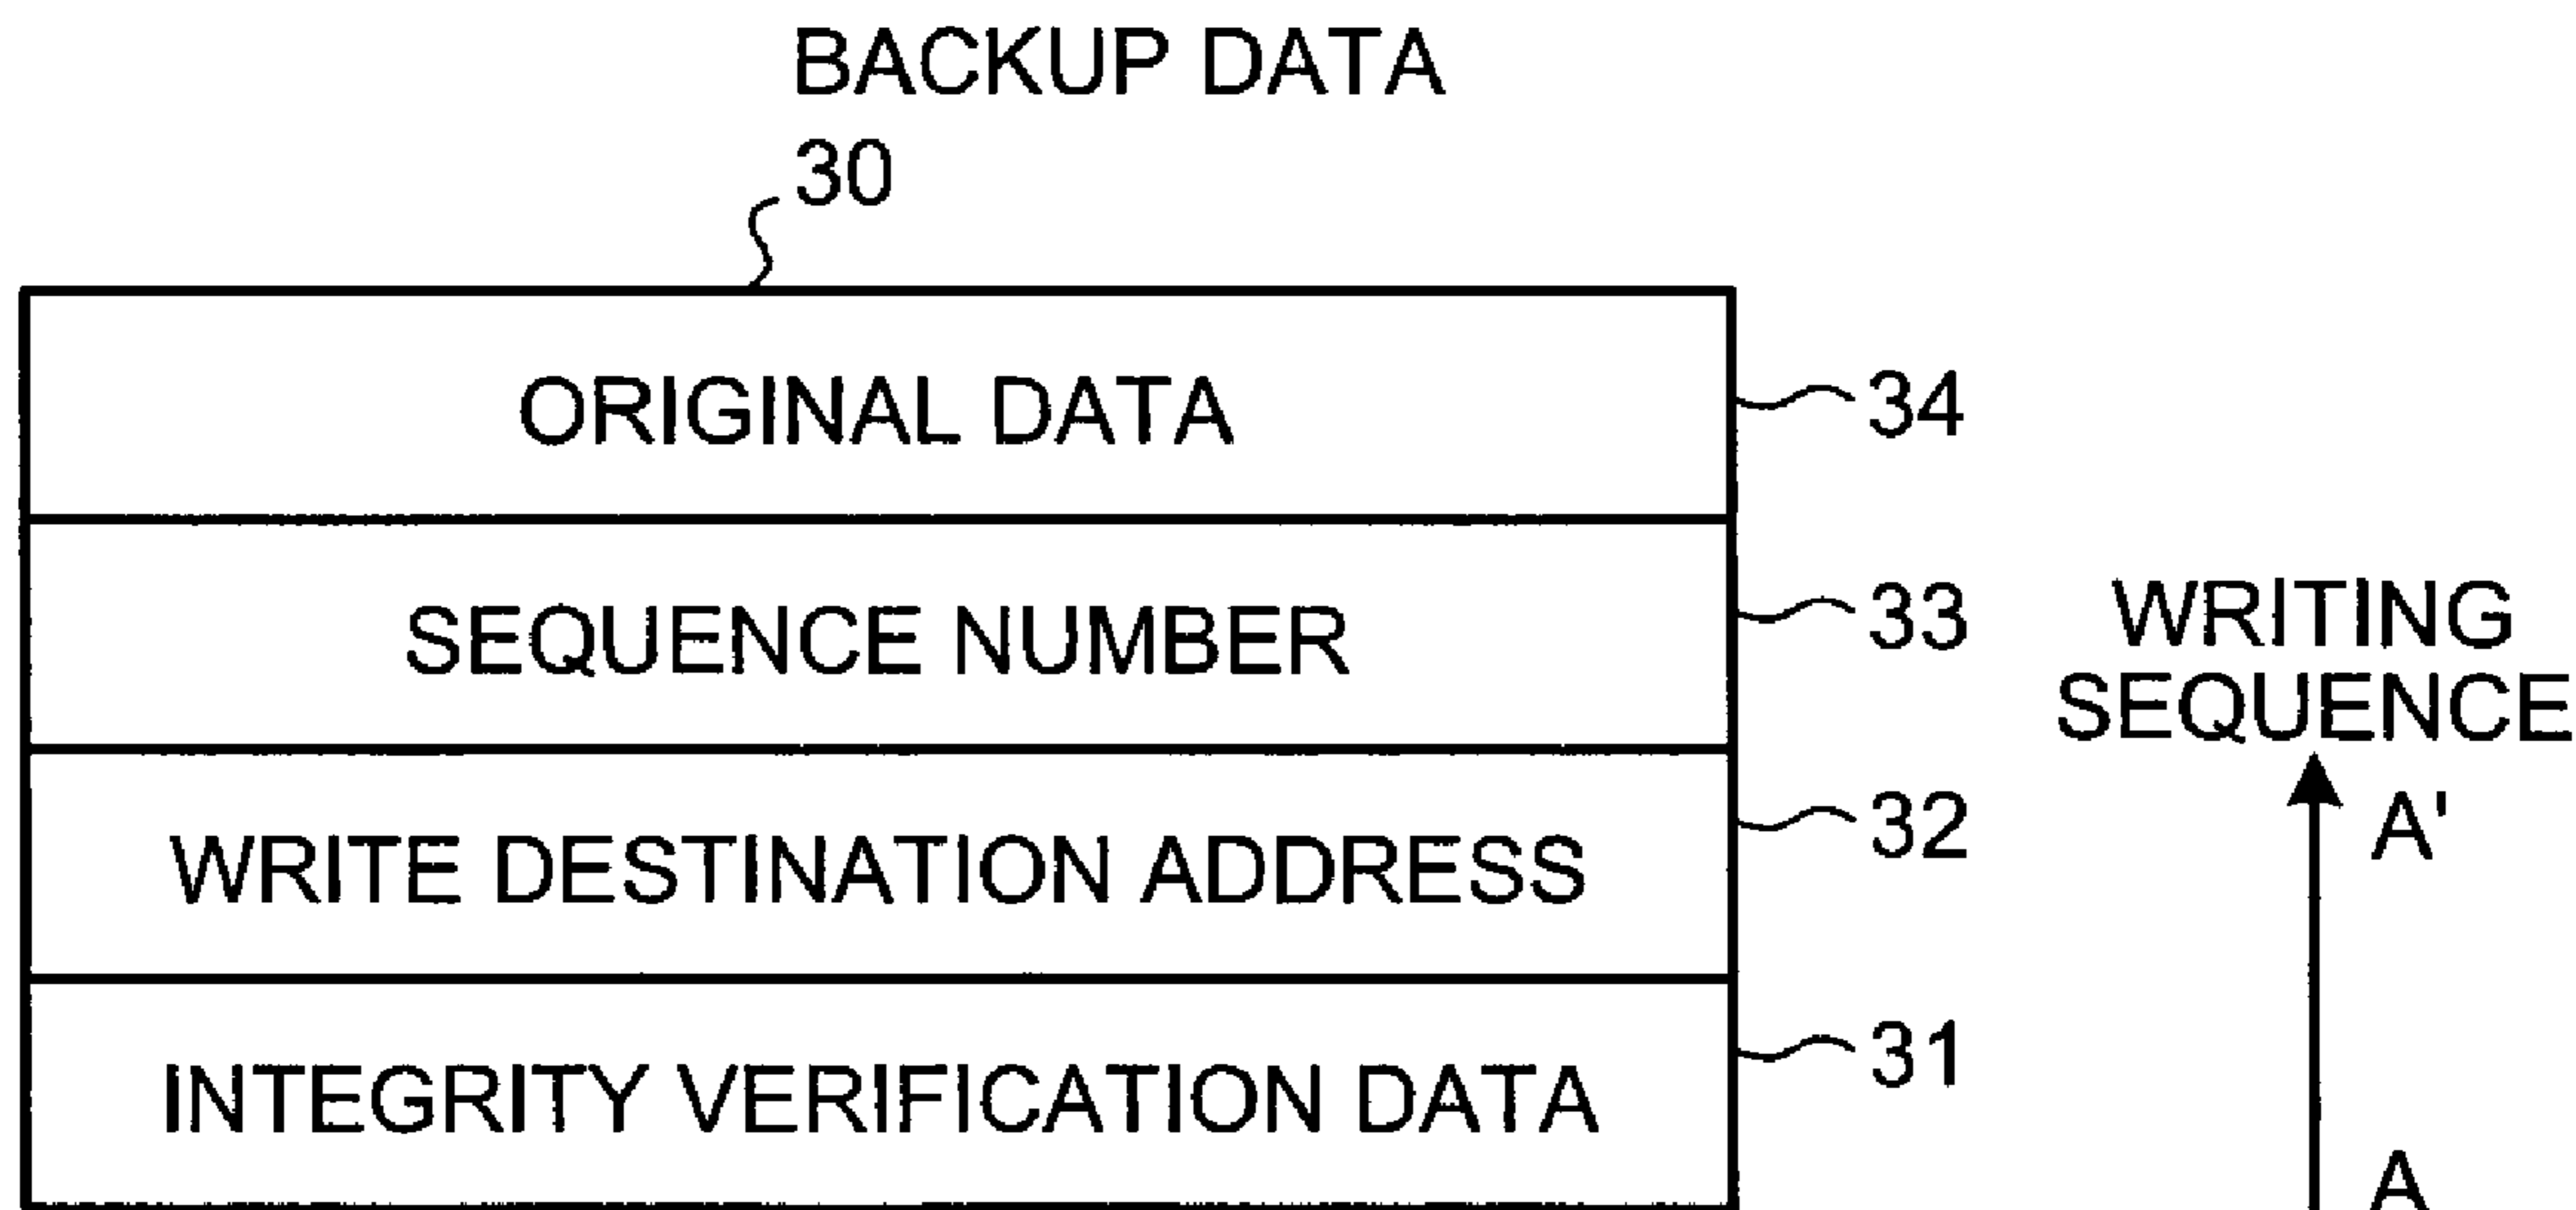 BACKUP DATA
30
ORIGINAL DATA
34
SEQUENCE NUMBER
33
WRITE DESTINATION ADDRESS
32
INTEGRITY VERIFICATION DATA
31
WRITING
SEQUENCE
A'
A